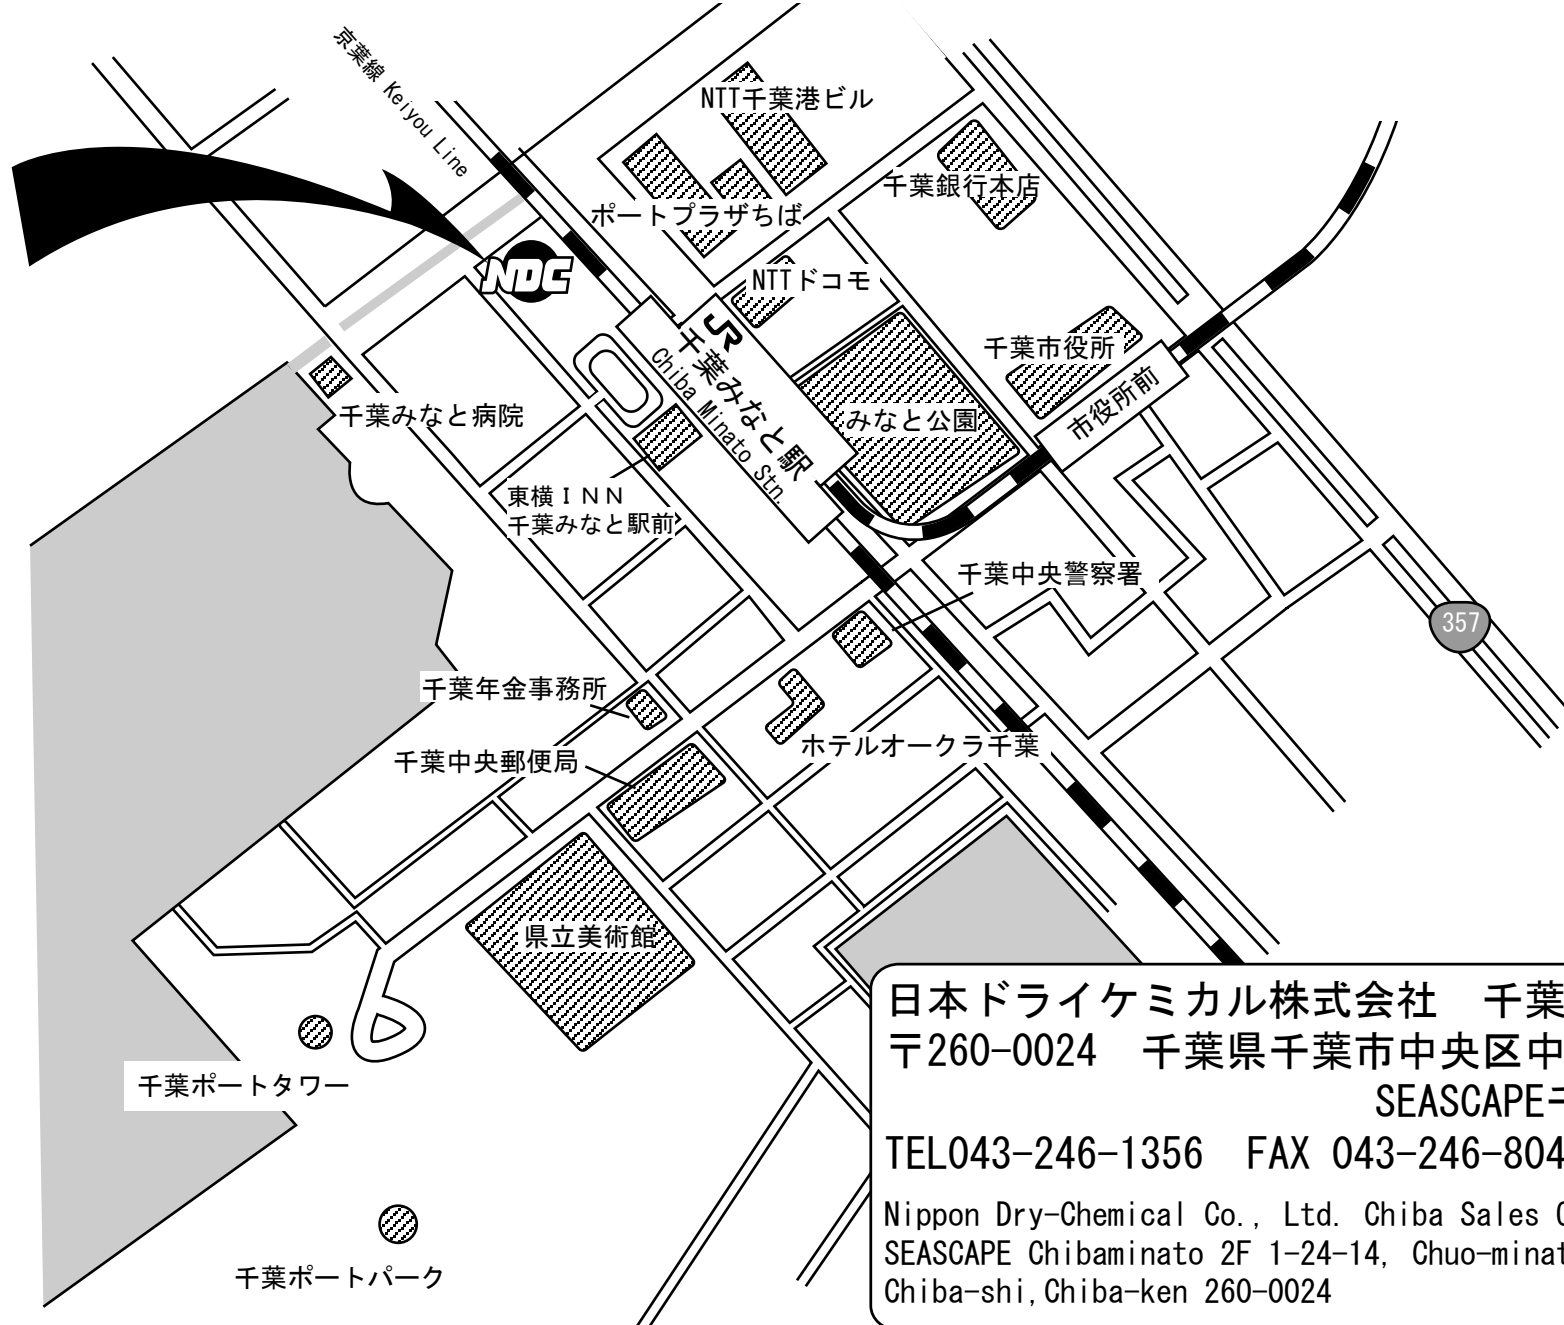 京葉線 Keiyou Line
NTT千葉港ビル
千葉銀行本店
ポートプラザちば
NDC
NTTドコモ
JR
千葉みなと駅
Chiba Minato Stn.
千葉市役所
市役所前
みなと公園
千葉みなと病院
東横ＩＮＮ
千葉みなと駅前
千葉中央警察署
357
千葉年金事務所
ホテルオークラ千葉
千葉中央郵便局
県立美術館
千葉ポートタワー
千葉ポートパーク
日本ドライケミカル株式会社　千葉
〒260-0024　千葉県千葉市中央区中
SEASCAPE
TEL043-246-1356　FAX 043-246-804
Nippon Dry-Chemical Co., Ltd. Chiba Sales
SEASCAPE Chibaminato 2F 1-24-14, Chuo-minat
Chiba-shi,Chiba-ken 260-0024